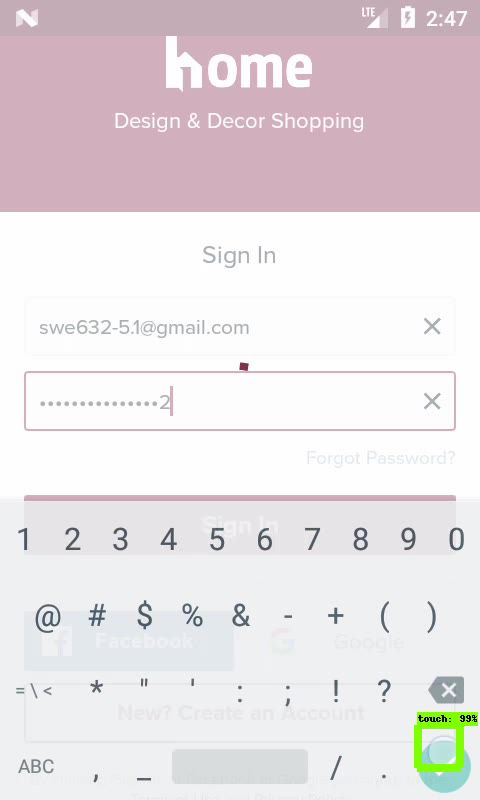 LTE 2:47
home
Design & Decor Shopping
Sign In
swe632-5.1@gmail.com
•••••••••••••••2
Forgot Password?
Sign In
1 2 3 4 5 6 7 8 9 0
@ # $ % & - + ( )
Facebook
Google
= \ < * " ' : ; ! ?
New? Create an Account
touch: 99%
ABC , _ / .